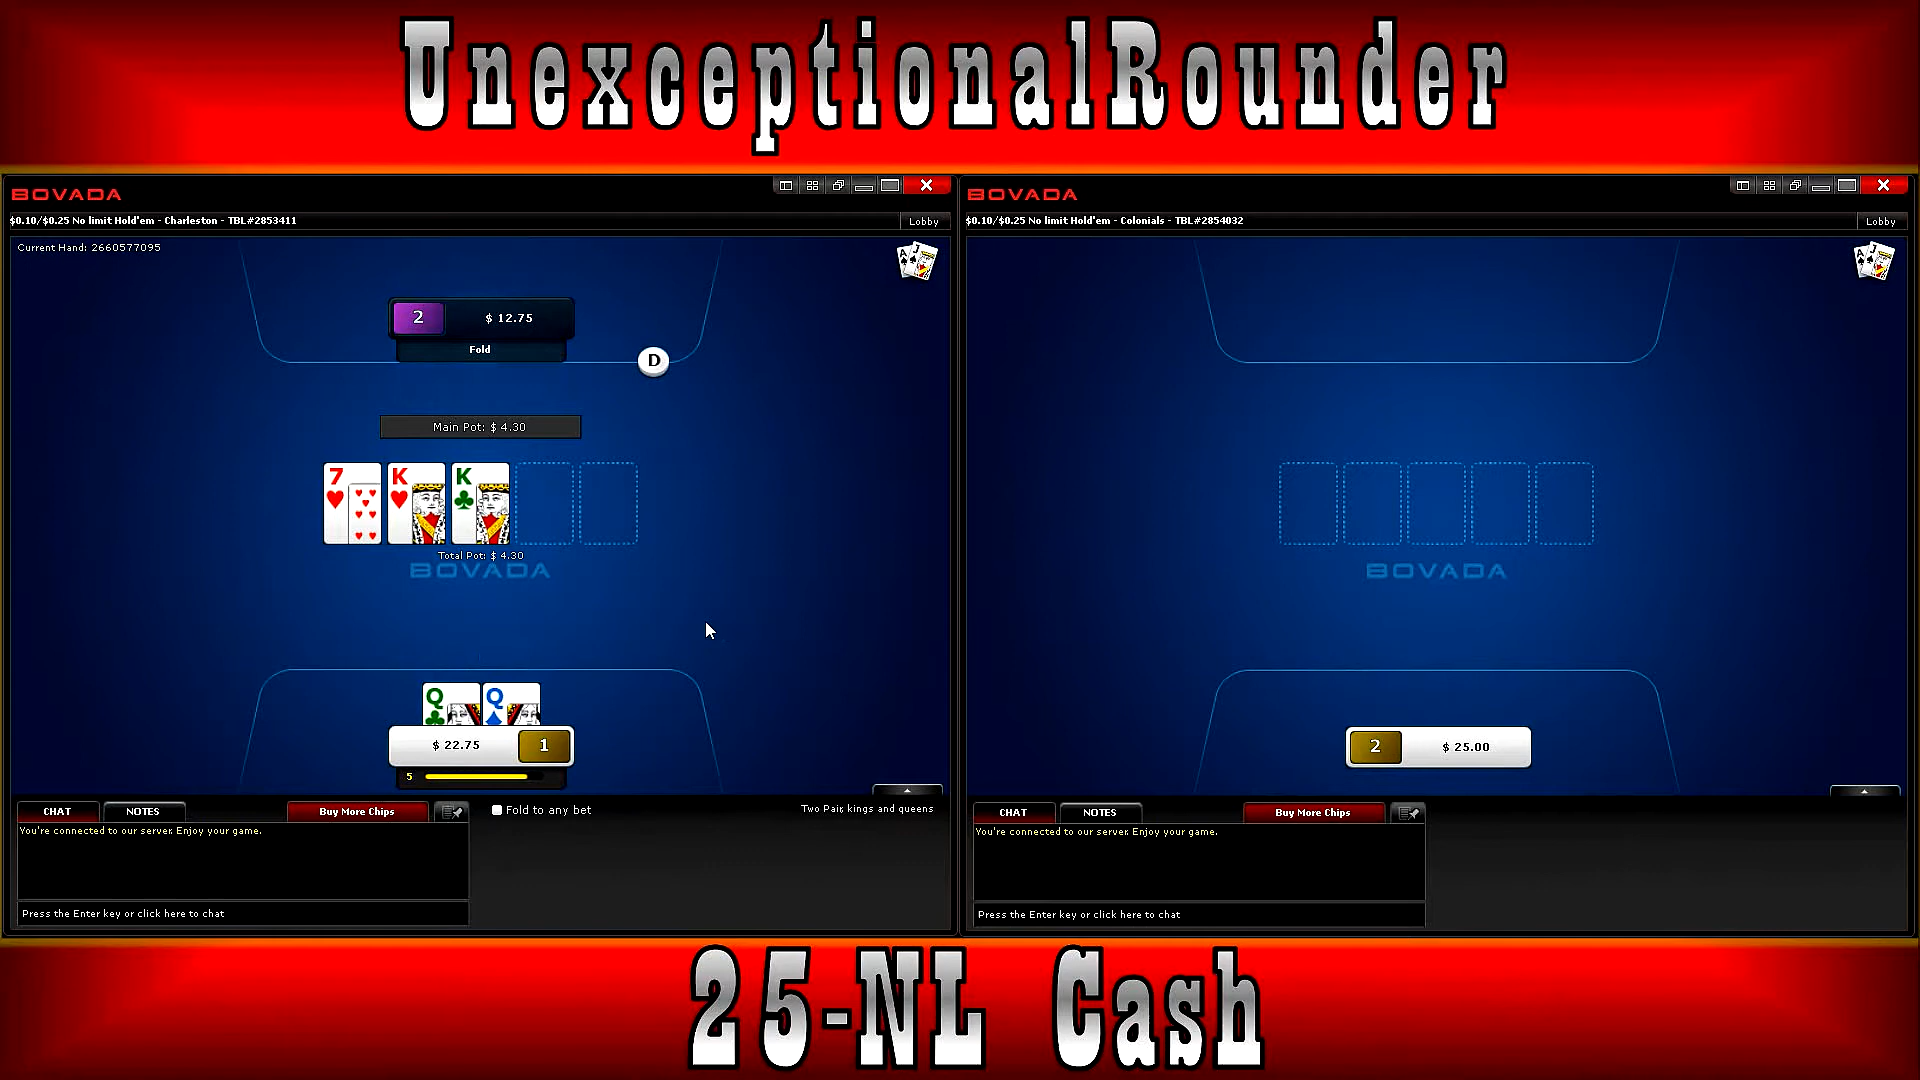 UnexceptionalRounder
BOVADA
$0.10/$0.25 No limit Hold'em - Charleston - TBL#2853411
Lobby
Current Hand: 2660577095
2 $ 12.75
Fold
D
Main Pot: $ 4.30
7 K K
Total Pot: $ 4.30
BOVADA
Q Q
$ 22.75 1
5
CHAT NOTES Buy More Chips
Fold to any bet
Two Pair, kings and queens
You're connected to our server. Enjoy your game.
Press the Enter key or click here to chat
BOVADA
$0.10/$0.25 No limit Hold'em - Colonials - TBL#2854032
Lobby
A J
A J
BOVADA
2 $ 25.00
CHAT NOTES Buy More Chips
You're connected to our server. Enjoy your game.
Press the Enter key or click here to chat
25-NL Cash